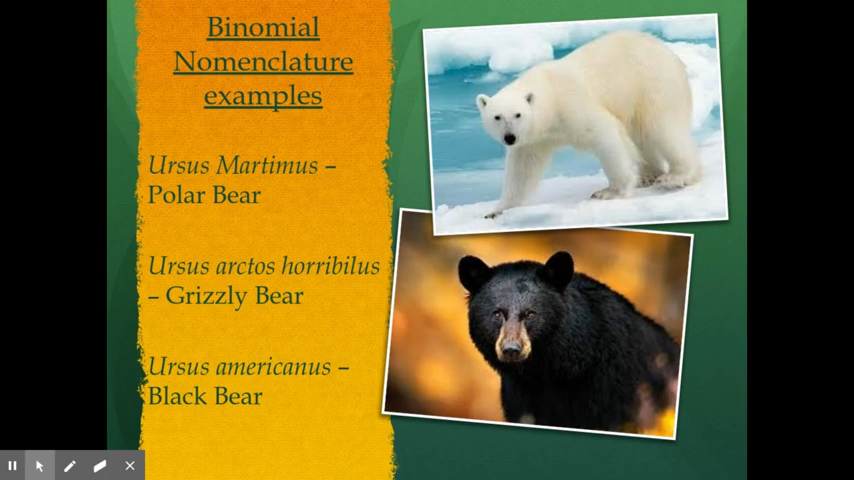 Binomial
Nomenclature
examples
Ursus Martimus –
Polar Bear
Ursus arctos horribilus
– Grizzly Bear
Ursus americanus –
Black Bear